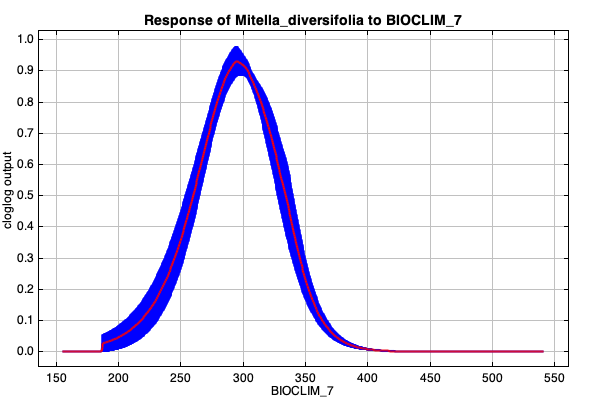 Response of Mitella_diversifolia to BIOCLIM_7
1.0
0.9
0.8
0.7
0.6
0.5
0.4
0.3
0.2
0.1
0.0
cloglog output
150 200 250 300 350 400 450 500 550
BIOCLIM_7